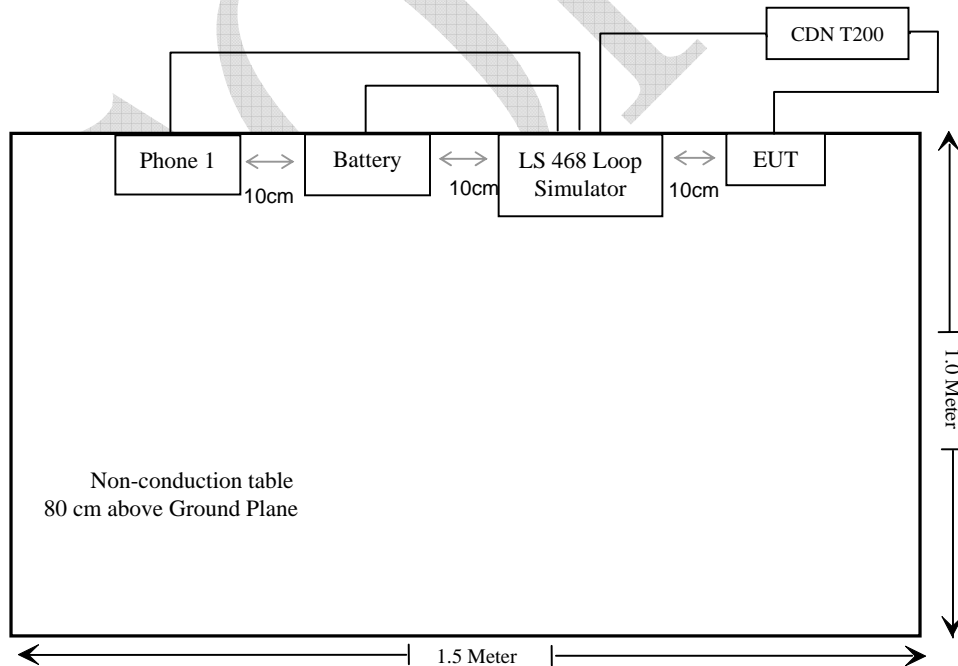 CDN T200
Phone 1
Battery
LS 468 Loop
Simulator
EUT
10cm
10cm
10cm
1.0 Meter
Non-conduction table
80 cm above Ground Plane
1.5 Meter